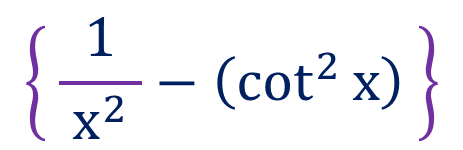 { 1/x² − (cot² x) }